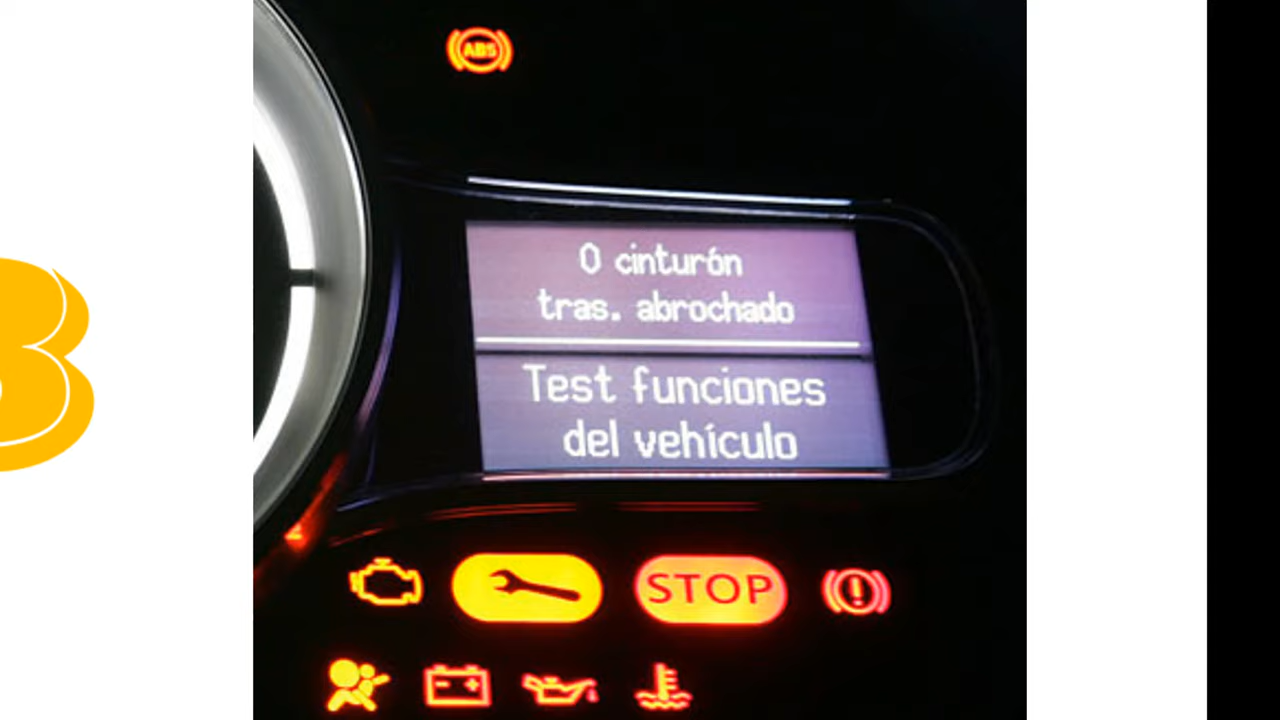 ABS
0 cinturón
tras. abrochado
Test funciones
del vehículo
STOP